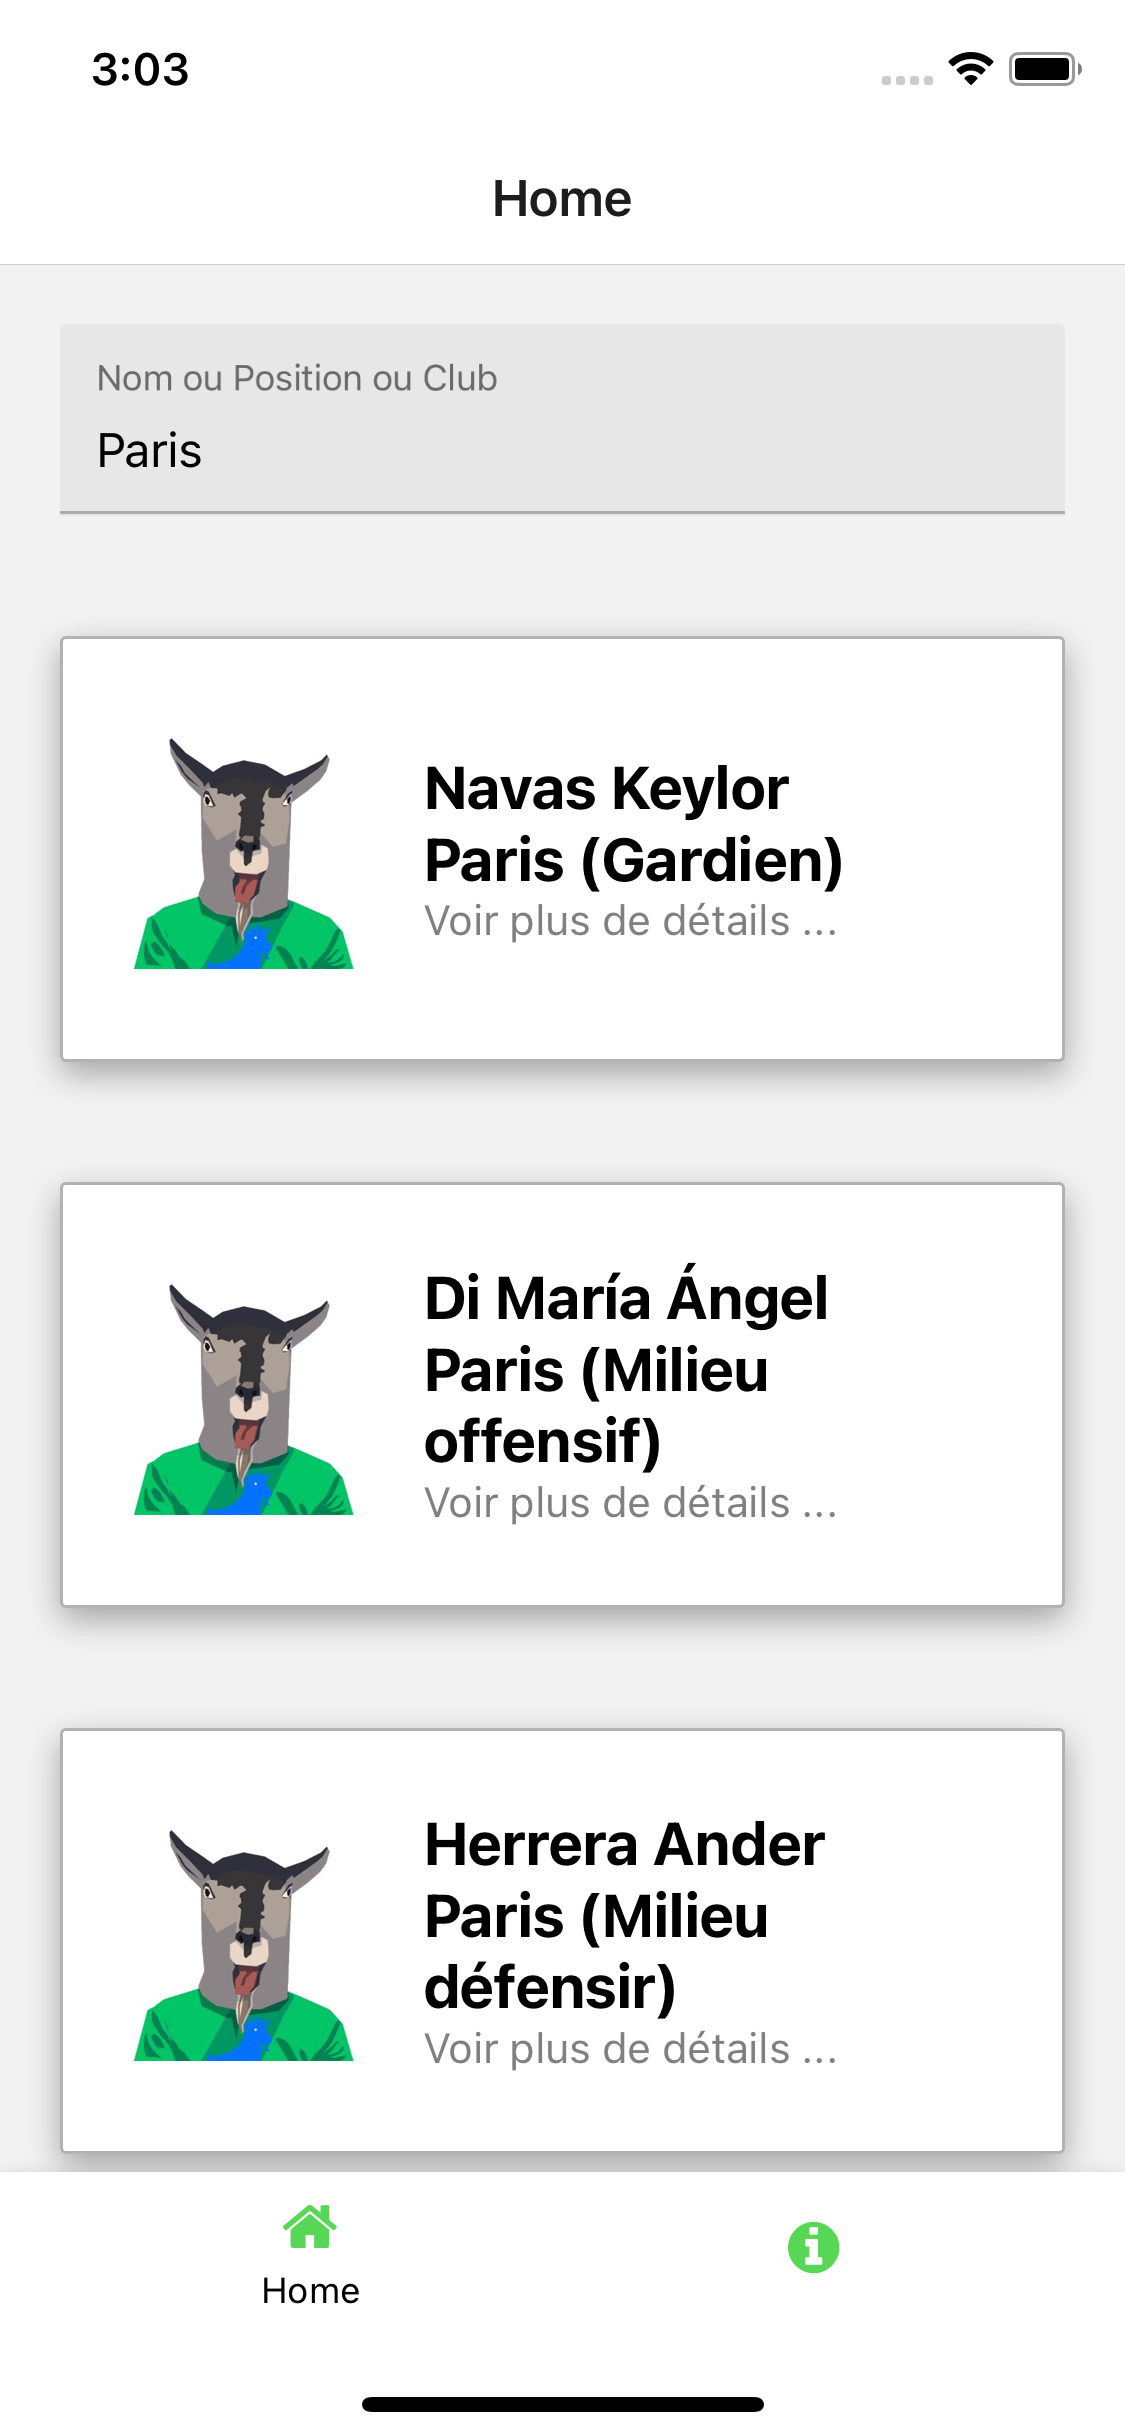 3:03
Home
Nom ou Position ou Club
Paris
Navas Keylor
Paris (Gardien)
Voir plus de détails ...
Di María Ángel
Paris (Milieu
offensif)
Voir plus de détails ...
Herrera Ander
Paris (Milieu
défensir)
Voir plus de détails ...
Home